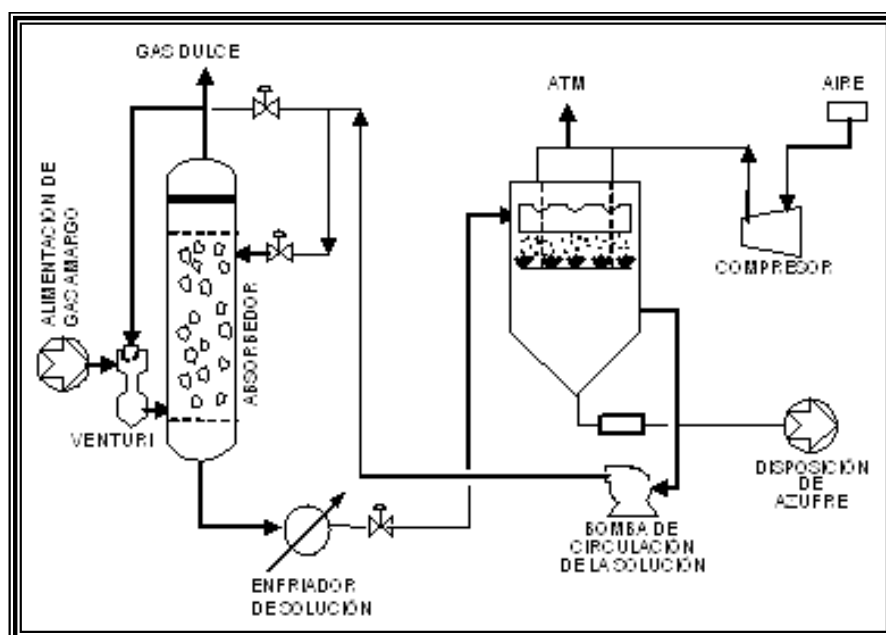 GAS DULCE
ATM
AIRE
ALIMENTACIÓN DE
GAS AMARGO
ABSORBEDOR
COMPRESOR
VENTURI
DISPOSICIÓN
DE
AZUFRE
BOMBA DE
CIRCULACIÓN
DE LA SOLUCIÓN
ENFRIADOR
DE SOLUCIÓN